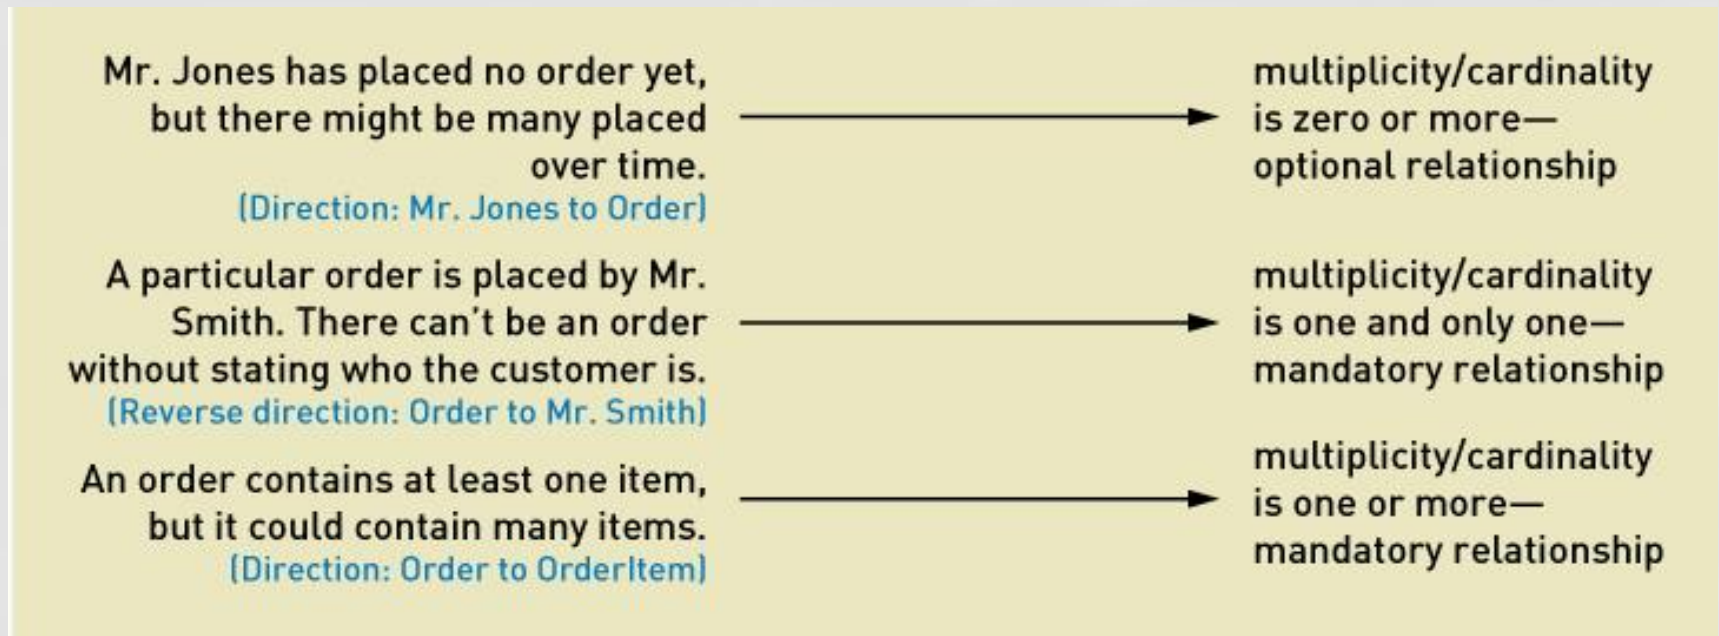 Mr. Jones has placed no order yet,
but there might be many placed
over time.
(Direction: Mr. Jones to Order)
multiplicity/cardinality
is zero or more—
optional relationship
A particular order is placed by Mr.
Smith. There can't be an order
without stating who the customer is.
(Reverse direction: Order to Mr. Smith)
multiplicity/cardinality
is one and only one—
mandatory relationship
An order contains at least one item,
but it could contain many items.
(Direction: Order to OrderItem)
multiplicity/cardinality
is one or more—
mandatory relationship